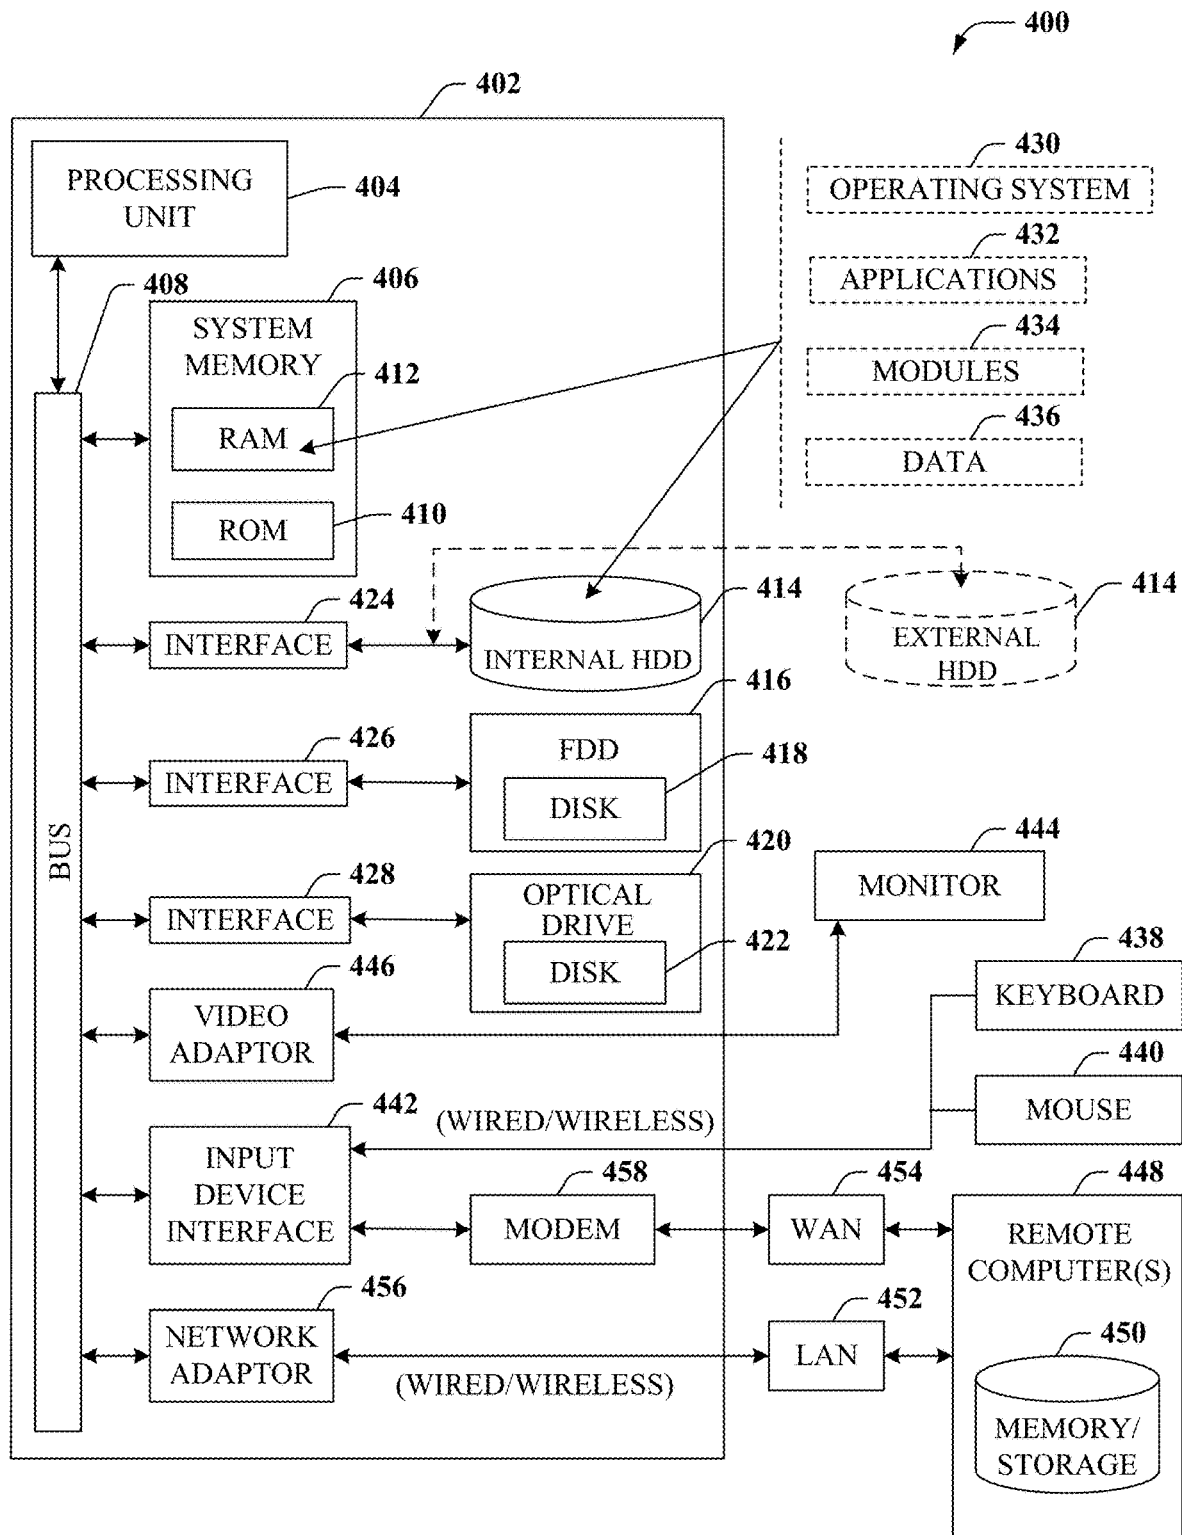 400
402
PROCESSING
UNIT
404
430
OPERATING SYSTEM
432
APPLICATIONS
434
MODULES
436
DATA
408
406
SYSTEM
MEMORY
412
RAM
ROM
410
424
INTERFACE
414
INTERNAL HDD
414
EXTERNAL
HDD
416
426
INTERFACE
FDD
418
DISK
BUS
420
428
INTERFACE
OPTICAL
DRIVE
422
DISK
444
MONITOR
446
VIDEO
ADAPTOR
438
KEYBOARD
440
MOUSE
442
(WIRED/WIRELESS)
INPUT
DEVICE
INTERFACE
458
MODEM
454
WAN
448
REMOTE
COMPUTER(S)
456
NETWORK
ADAPTOR
(WIRED/WIRELESS)
452
LAN
450
MEMORY/
STORAGE